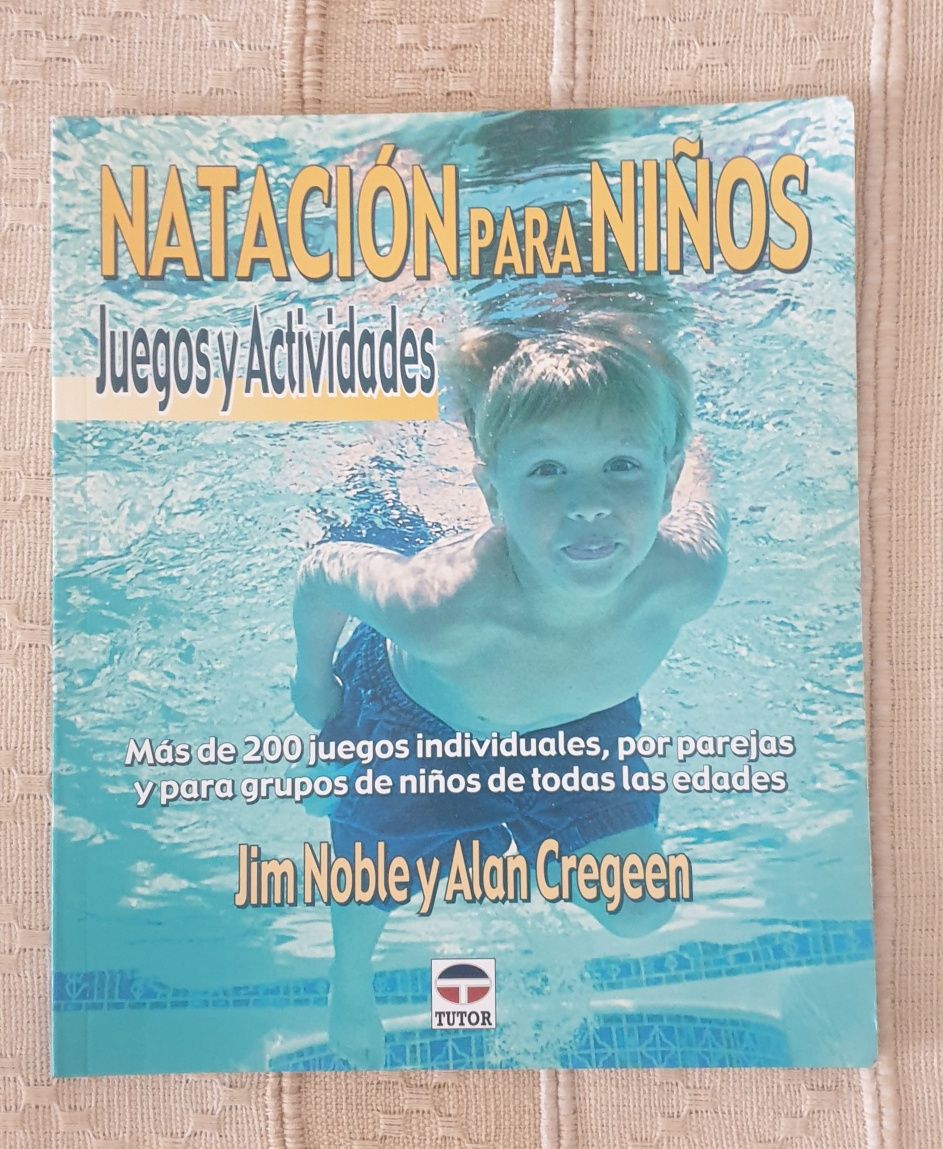 NATACIÓN PARA NIÑOS
Juegos y Actividades
Más de 200 juegos individuales, por parejas
y para grupos de niños de todas las edades
Jim Noble y Alan Cregeen
TUTOR